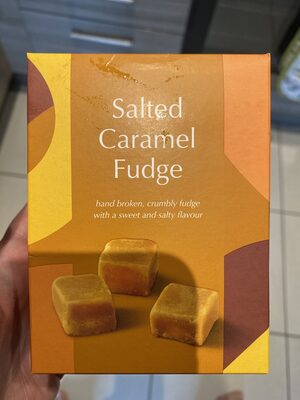 Salted
Caramel
Fudge
hand broken, crumbly fudge
with a sweet and salty flavour